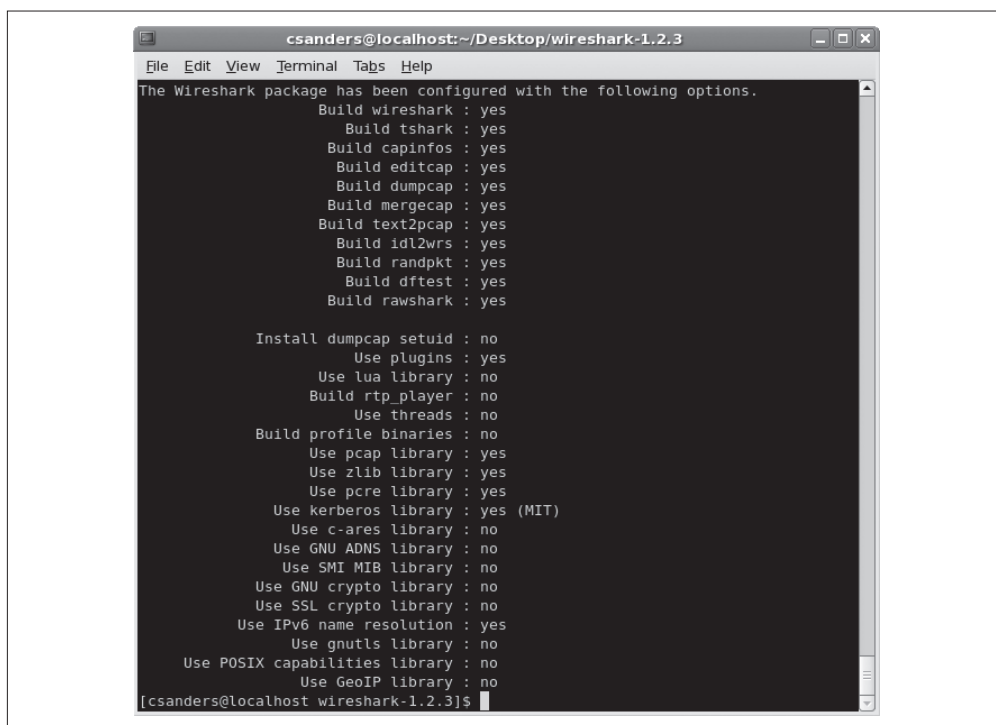 csanders@localhost:~/Desktop/wireshark-1.2.3
File Edit View Terminal Tabs Help
The Wireshark package has been configured with the following options.
Build wireshark : yes
Build tshark : yes
Build capinfos : yes
Build editcap : yes
Build dumpcap : yes
Build mergecap : yes
Build text2pcap : yes
Build idl2wrs : yes
Build randpkt : yes
Build dftest : yes
Build rawshark : yes
Install dumpcap setuid : no
Use plugins : yes
Use lua library : no
Build rtp_player : no
Use threads : no
Build profile binaries : no
Use pcap library : yes
Use zlib library : yes
Use pcre library : yes
Use kerberos library : yes (MIT)
Use c-ares library : no
Use GNU ADNS library : no
Use SMI MIB library : no
Use GNU crypto library : no
Use SSL crypto library : no
Use IPv6 name resolution : yes
Use gnutls library : no
Use POSIX capabilities library : no
Use GeoIP library : no
[csanders@localhost wireshark-1.2.3]$